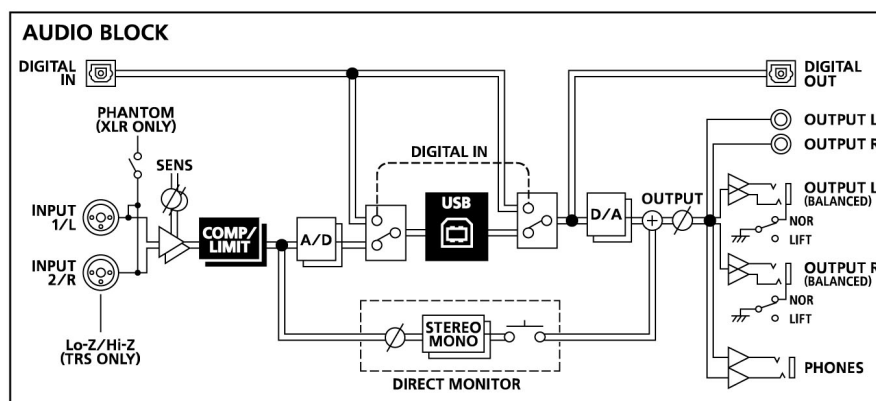 AUDIO BLOCK
DIGITAL
IN
DIGITAL
OUT
PHANTOM
(XLR ONLY)
OUTPUT L
OUTPUT R
SENS
DIGITAL IN
INPUT
1/L
COMP/
LIMIT
A/D
USB
D/A
OUTPUT
OUTPUT L
(BALANCED)
NOR
LIFT
INPUT
2/R
OUTPUT R
(BALANCED)
NOR
LIFT
Lo-Z/Hi-Z
(TRS ONLY)
STEREO
MONO
DIRECT MONITOR
PHONES